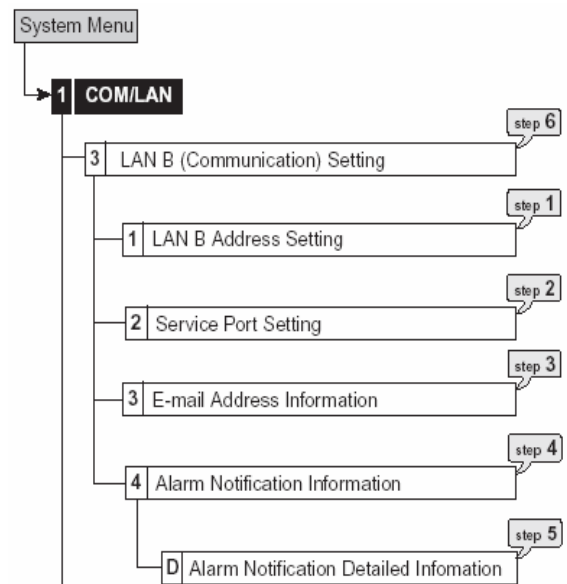 System Menu
1 COM/LAN
step 6
3 LAN B (Communication) Setting
step 1
1 LAN B Address Setting
step 2
2 Service Port Setting
step 3
3 E-mail Address Information
step 4
4 Alarm Notification Information
step 5
D Alarm Notification Detailed Infomation